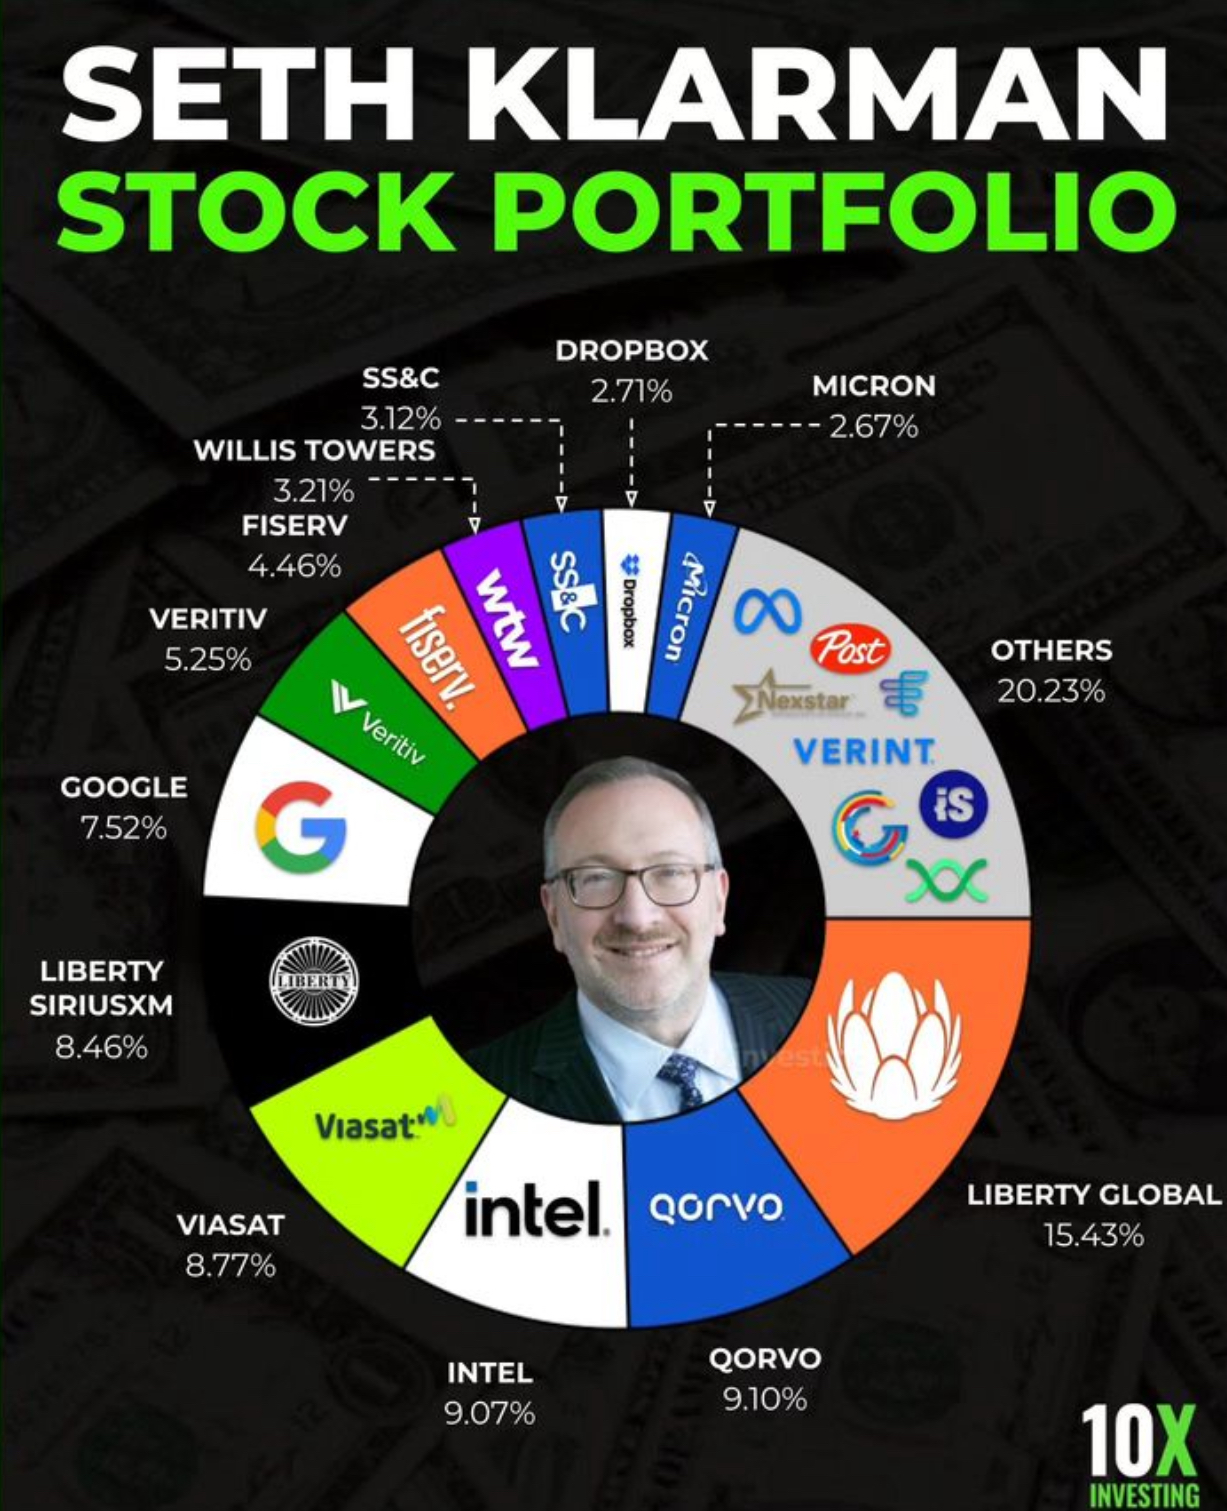 SETH KLARMAN
STOCK PORTFOLIO
DROPBOX
2.71%
SS&C
3.12%
MICRON
2.67%
WILLIS TOWERS
3.21%
FISERV
4.46%
VERITIV
5.25%
OTHERS
20.23%
GOOGLE
7.52%
LIBERTY
SIRIUSXM
8.46%
VIASAT
8.77%
INTEL
9.07%
QORVO
9.10%
LIBERTY GLOBAL
15.43%
wtw
SS&C
Dropbox
Micron
fiserv.
Veritiv
G
LIBERTY
Viasat
intel.
QORVO
Post
Nexstar
VERINT
iS
10X
INVESTING